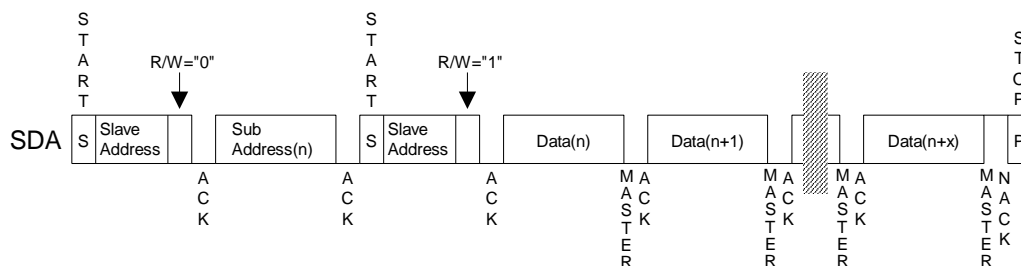 START
START
STOP
R/W="0"
R/W="1"
SDA
S
Slave
Address
Sub
Address(n)
S
Slave
Address
Data(n)
Data(n+1)
Data(n+x)
P
ACK
ACK
ACK
MASTER
ACK
MASTER
ACK
MASTER
ACK
MASTER
NACK